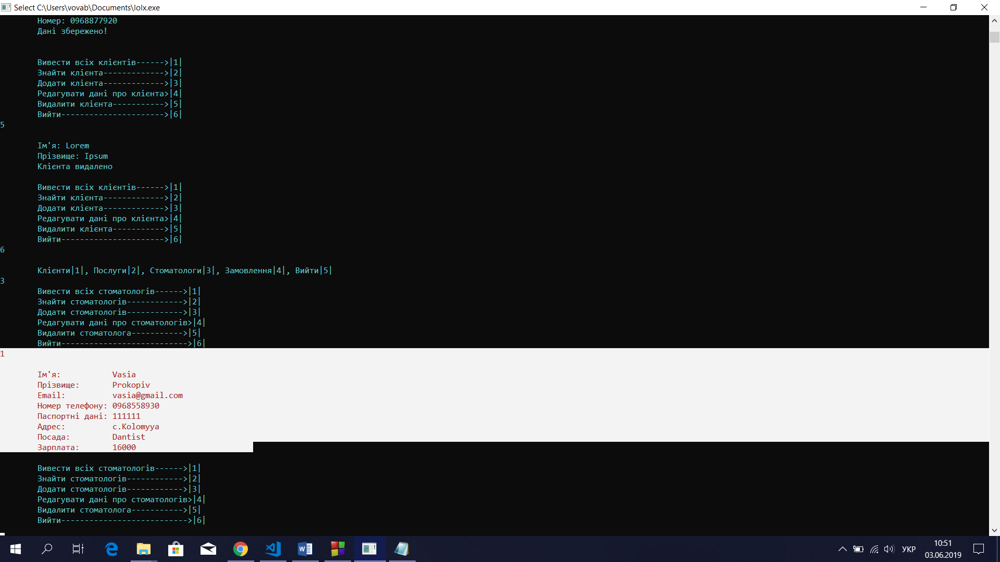 Select C:\Users\vovab\Documents\lolx.exe
Номер: 0968877920
Дані збережено!
Вивести всіх клієнтів------>|1|
Знайти клієнта------------->|2|
Додати клієнта------------->|3|
Редагувати дані про клієнта>|4|
Видалити клієнта----------->|5|
Вийти---------------------->|6|
5
Ім'я: Lorem
Прізвище: Ipsum
Клієнта видалено
Вивести всіх клієнтів------>|1|
Знайти клієнта------------->|2|
Додати клієнта------------->|3|
Редагувати дані про клієнта>|4|
Видалити клієнта----------->|5|
Вийти---------------------->|6|
6
Клієнти|1|, Послуги|2|, Стоматологи|3|, Замовлення|4|, Вийти|5|
3
Вивести всіх стоматологів------>|1|
Знайти стоматологів------------>|2|
Додати стоматологів------------>|3|
Редагувати дані про стоматологів>|4|
Видалити стоматолога----------->|5|
Вийти--------------------------->|6|
1
Ім'я: Vasia
Прізвище: Prokopiv
Email: vasia@gmail.com
Номер телефону: 0968558930
Паспортні дані: 111111
Адрес: c.Kolomyya
Посада: Dantist
Зарплата: 16000
Вивести всіх стоматологів------>|1|
Знайти стоматологів------------>|2|
Додати стоматологів------------>|3|
Редагувати дані про стоматологів>|4|
Видалити стоматолога----------->|5|
Вийти--------------------------->|6|
УКР
10:51
03.06.2019